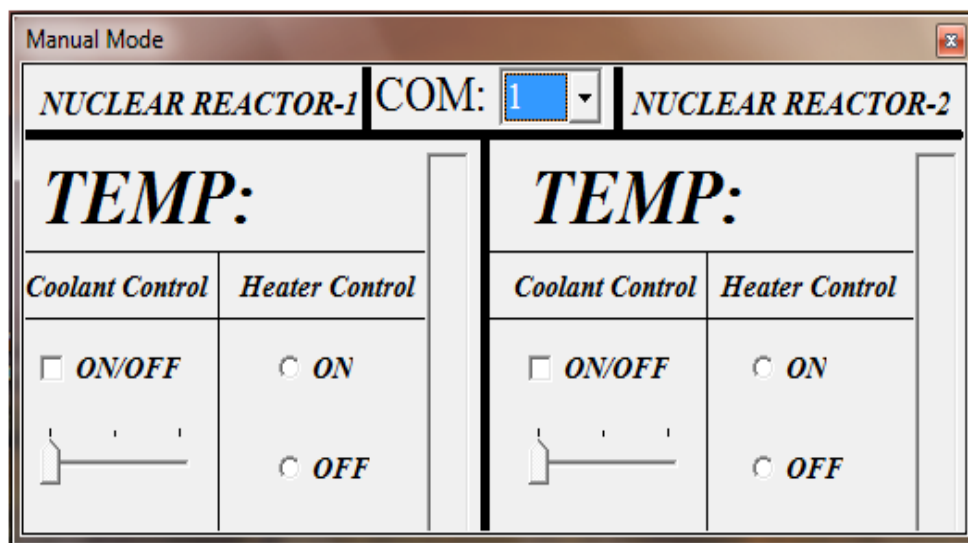 Manual Mode
NUCLEAR REACTOR-1 COM: 1 NUCLEAR REACTOR-2
TEMP: TEMP:
Coolant Control Heater Control Coolant Control Heater Control
ON/OFF ON ON/OFF ON
OFF OFF